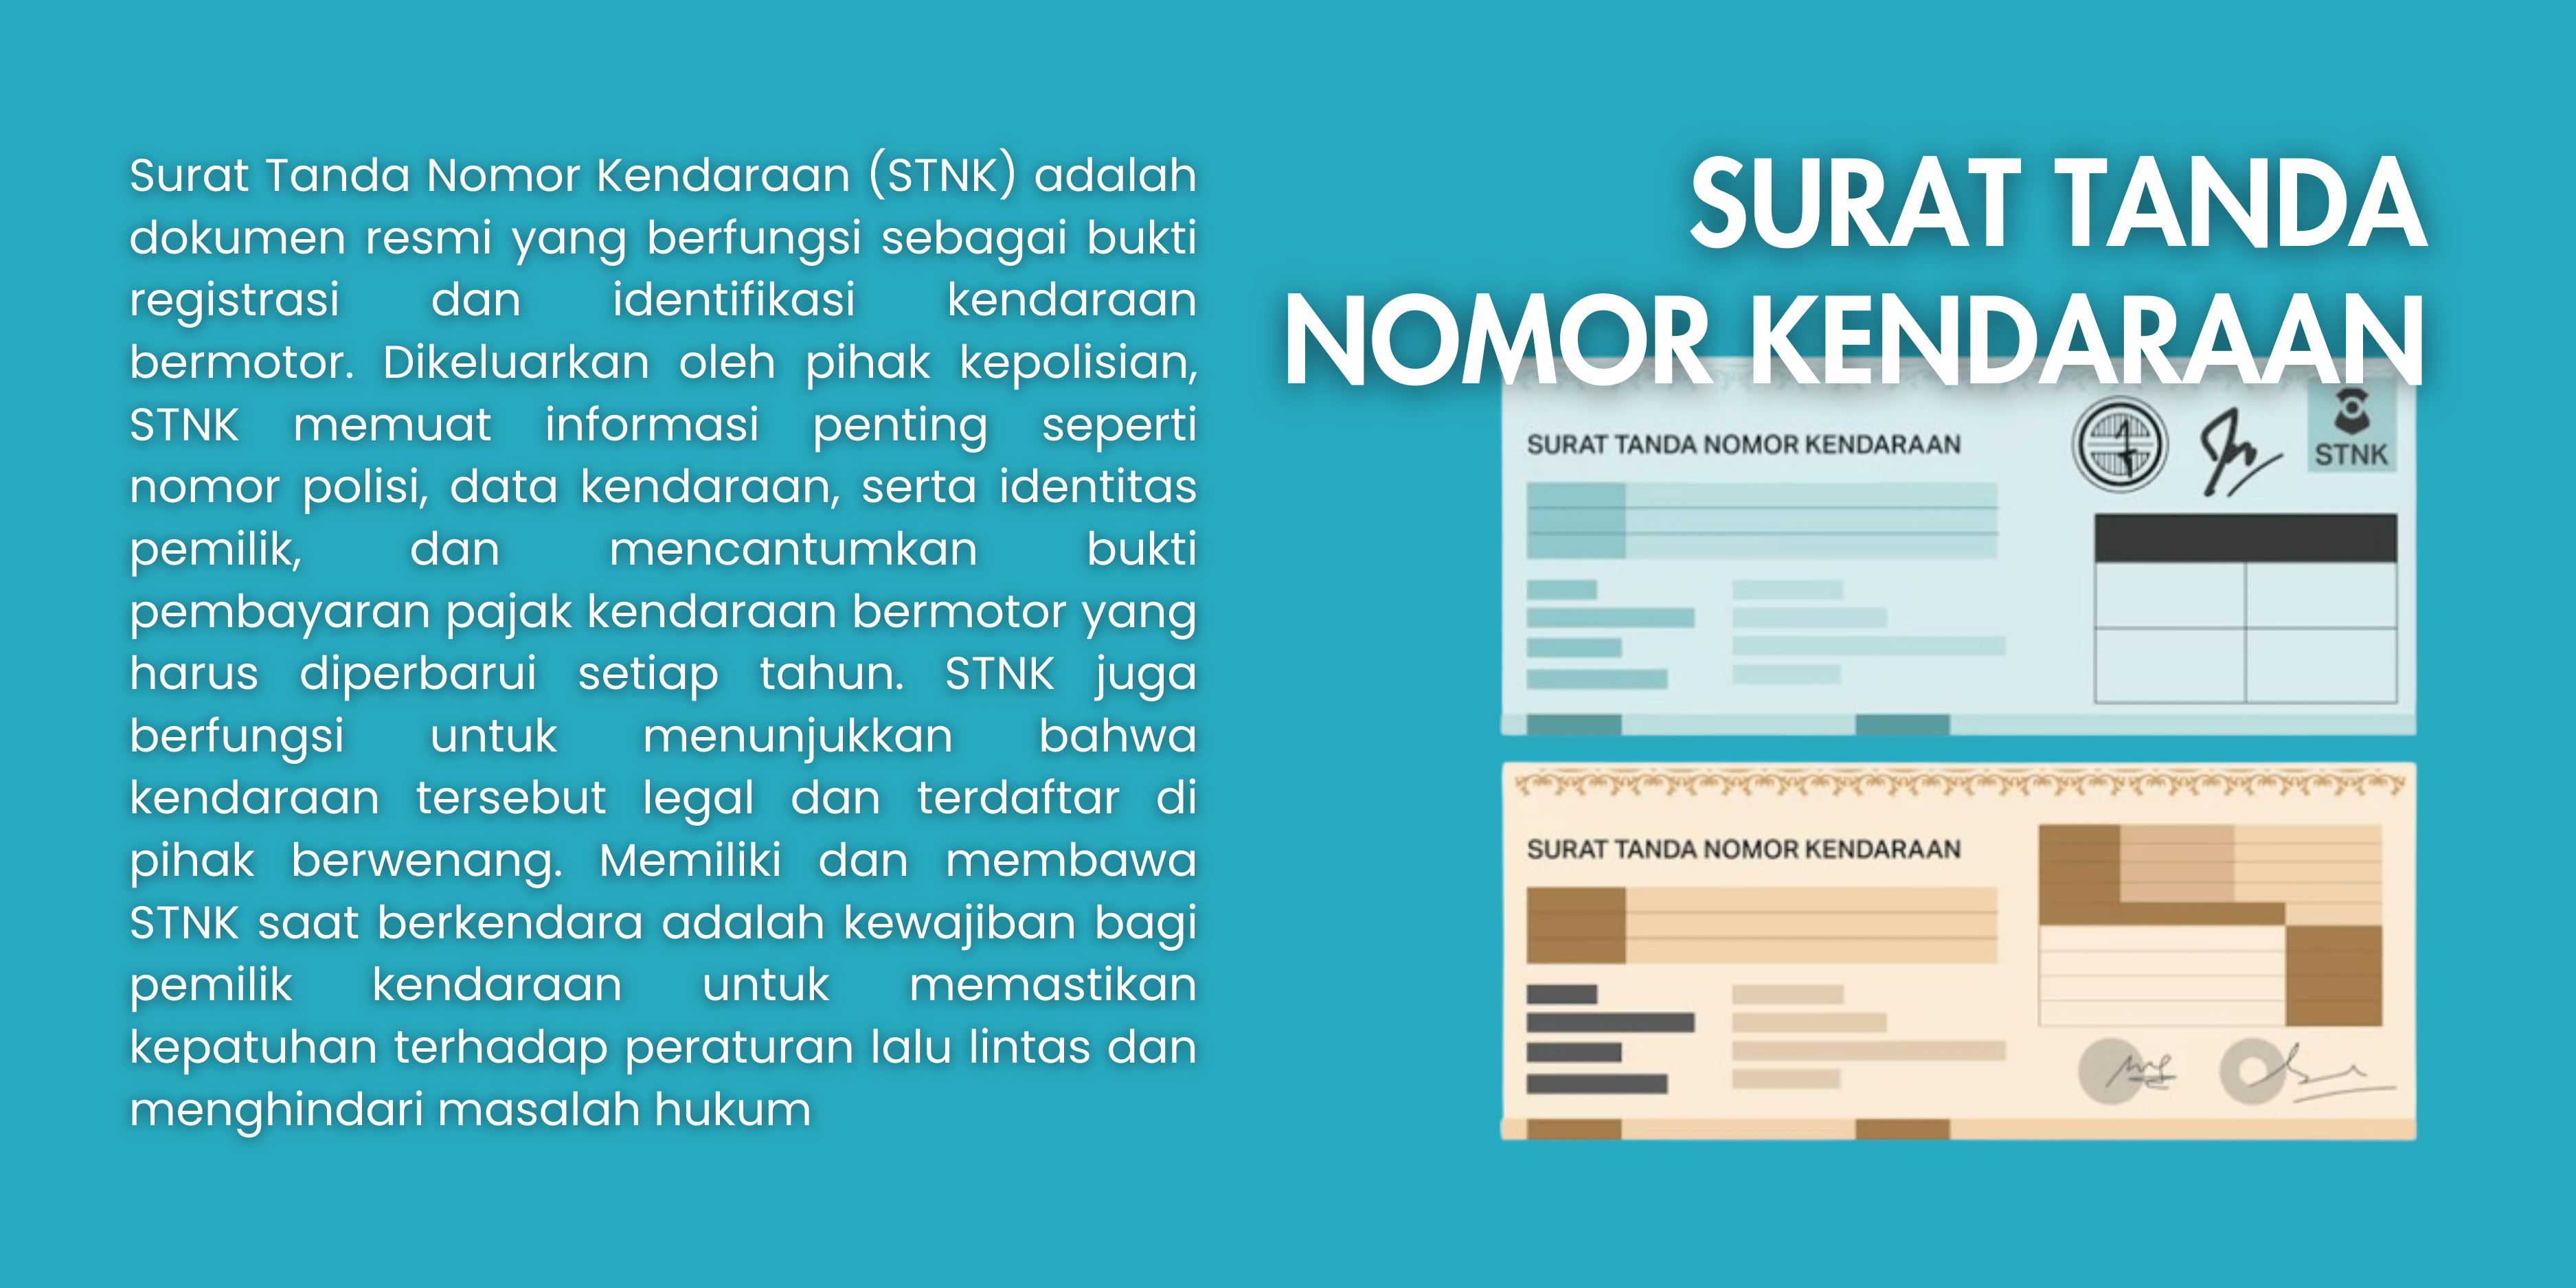 Surat Tanda Nomor Kendaraan (STNK) adalah
dokumen resmi yang berfungsi sebagai bukti
registrasi dan identifikasi kendaraan
bermotor. Dikeluarkan oleh pihak kepolisian,
STNK memuat informasi penting seperti
nomor polisi, data kendaraan, serta identitas
pemilik, dan mencantumkan bukti
pembayaran pajak kendaraan bermotor yang
harus diperbarui setiap tahun. STNK juga
berfungsi untuk menunjukkan bahwa
kendaraan tersebut legal dan terdaftar di
pihak berwenang. Memiliki dan membawa
STNK saat berkendara adalah kewajiban bagi
pemilik kendaraan untuk memastikan
kepatuhan terhadap peraturan lalu lintas dan
menghindari masalah hukum
SURAT TANDA
NOMOR KENDARAAN
SURAT TANDA NOMOR KENDARAAN
STNK
SURAT TANDA NOMOR KENDARAAN